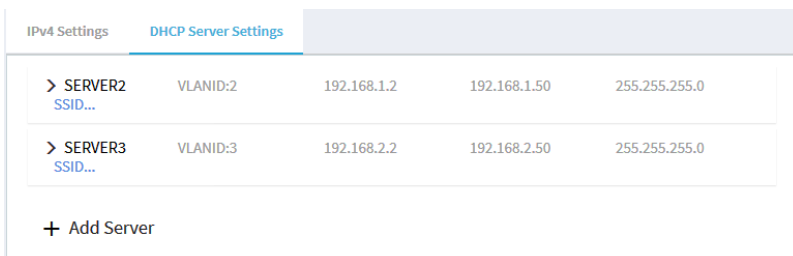 IPv4 Settings DHCP Server Settings
SERVER2 VLANID:2 192.168.1.2 192.168.1.50 255.255.255.0
SSID...
SERVER3 VLANID:3 192.168.2.2 192.168.2.50 255.255.255.0
SSID...
+ Add Server